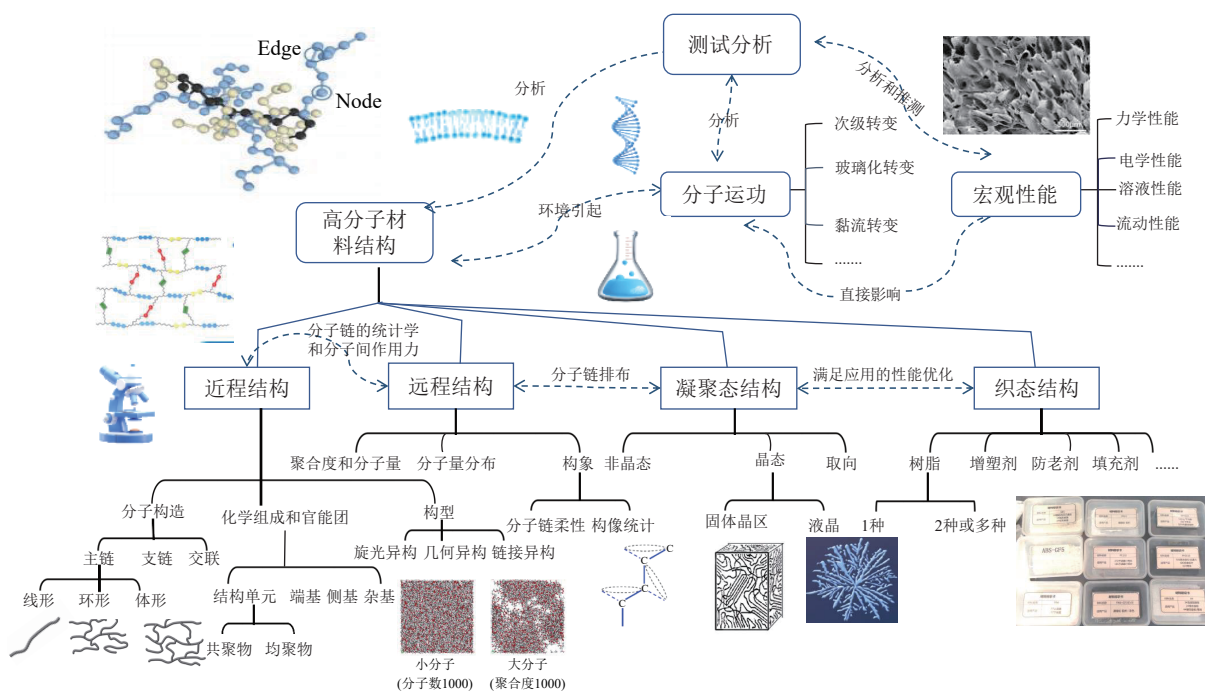 Edge
Node
测试分析
分析
分析
分析和推测
次级转变
玻璃化转变
黏流转变
.......
分子运功
宏观性能
力学性能
电学性能
溶液性能
流动性能
.......
环境引起
直接影响
高分子材
料结构
分子链的统计学
和分子间作用力
近程结构
远程结构
分子链排布
凝聚态结构
满足应用的性能优化
织态结构
聚合度和分子量
分子量分布
构象
非晶态
晶态
取向
树脂
增塑剂
防老剂
填充剂
......
分子构造
化学组成和官能团
构型
分子链柔性
构像统计
固体晶区
液晶
1种
2种或多种
主链
支链
交联
旋光异构
几何异构
链接异构
线形
环形
体形
结构单元
端基
侧基
杂基
共聚物
均聚物
小分子
(分子数1000)
大分子
(聚合度1000)
C
C
C
C
ABS-GF6